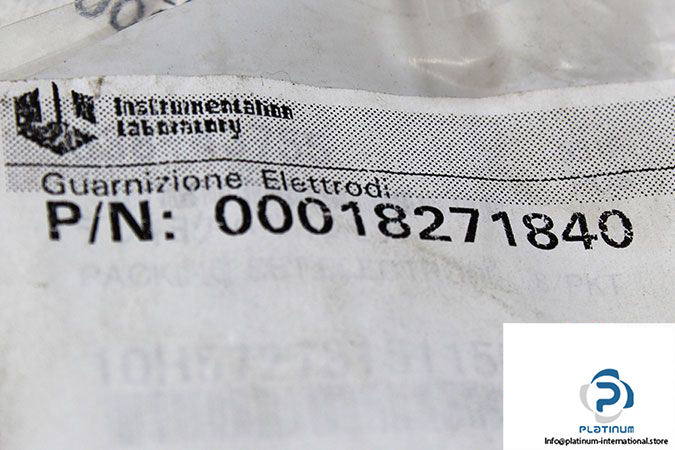 Instrumentation
Laboratory
Guarnizione Elettrodi
P/N: 00018271840
PLATINUM
Info@platinum-international.store